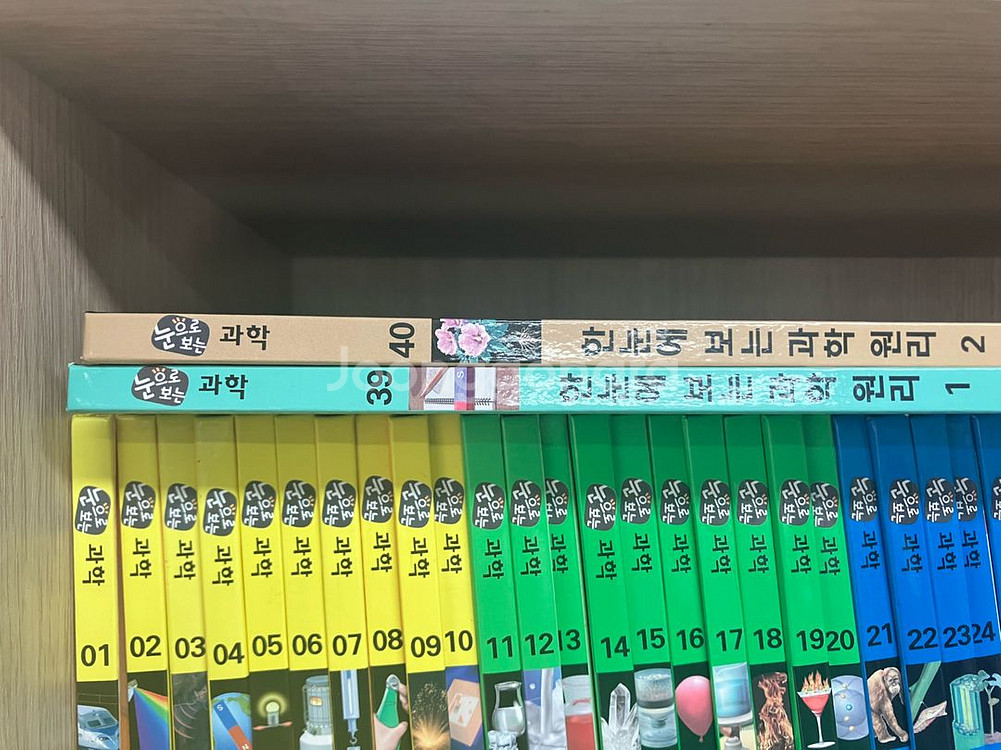 눈으로 보는 과학 40 한눈에 보는 과학 원리 2
눈으로 보는 과학 39 한눈에 보는 과학 원리 1
눈으로 보는 과학 01
눈으로 보는 과학 02
눈으로 보는 과학 03
눈으로 보는 과학 04
눈으로 보는 과학 05
눈으로 보는 과학 06
눈으로 보는 과학 07
눈으로 보는 과학 08
눈으로 보는 과학 09
눈으로 보는 과학 10
눈으로 보는 과학 11
눈으로 보는 과학 12
눈으로 보는 과학 13
눈으로 보는 과학 14
눈으로 보는 과학 15
눈으로 보는 과학 16
눈으로 보는 과학 17
눈으로 보는 과학 18
눈으로 보는 과학 19
눈으로 보는 과학 20
눈으로 보는 과학 21
눈으로 보는 과학 22
눈으로 보는 과학 23
눈으로 보는 과학 24